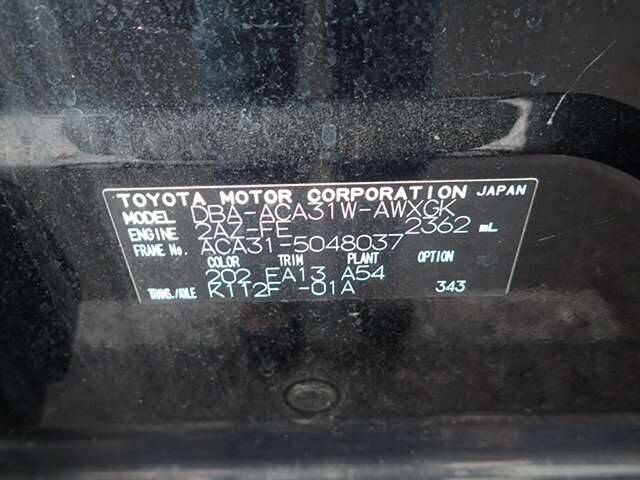 TOYOTA MOTOR CORPORATION JAPAN
MODEL DBA-ACA31W-AWXGK
ENGINE 2AZ-FE 2362 mL
FRAME No. ACA31-5048037
COLOR TRIM PLANT OPTION
202 FA13 A54
TRANS./AXLE K112F -01A 343